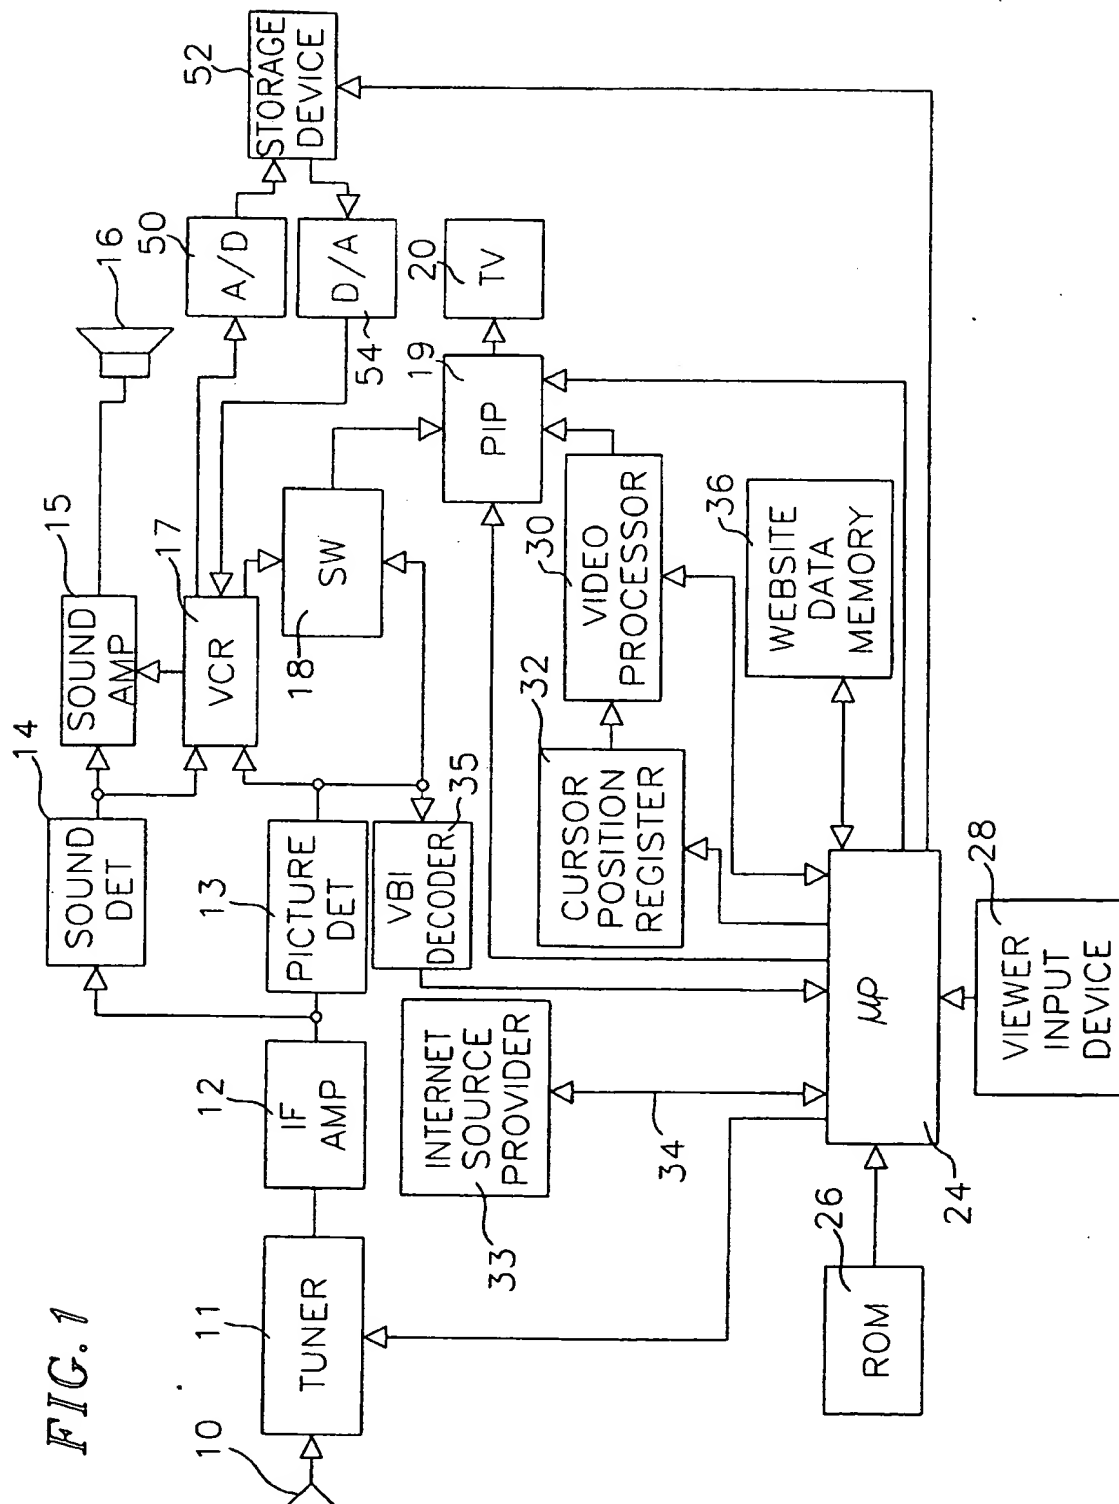 FIG. 1
10
11
TUNER
12
IF
AMP
13
PICTURE
DET
14
SOUND
DET
15
SOUND
AMP
16
17
VCR
18
SW
19
PIP
20
TV
50
A/D
52
STORAGE
DEVICE
54
D/A
VBI
DECODER
35
33
INTERNET
SOURCE
PROVIDER
34
32
CURSOR
POSITION
REGISTER
30
VIDEO
PROCESSOR
36
WEBSITE
DATA
MEMORY
26
ROM
24
μP
28
VIEWER
INPUT
DEVICE